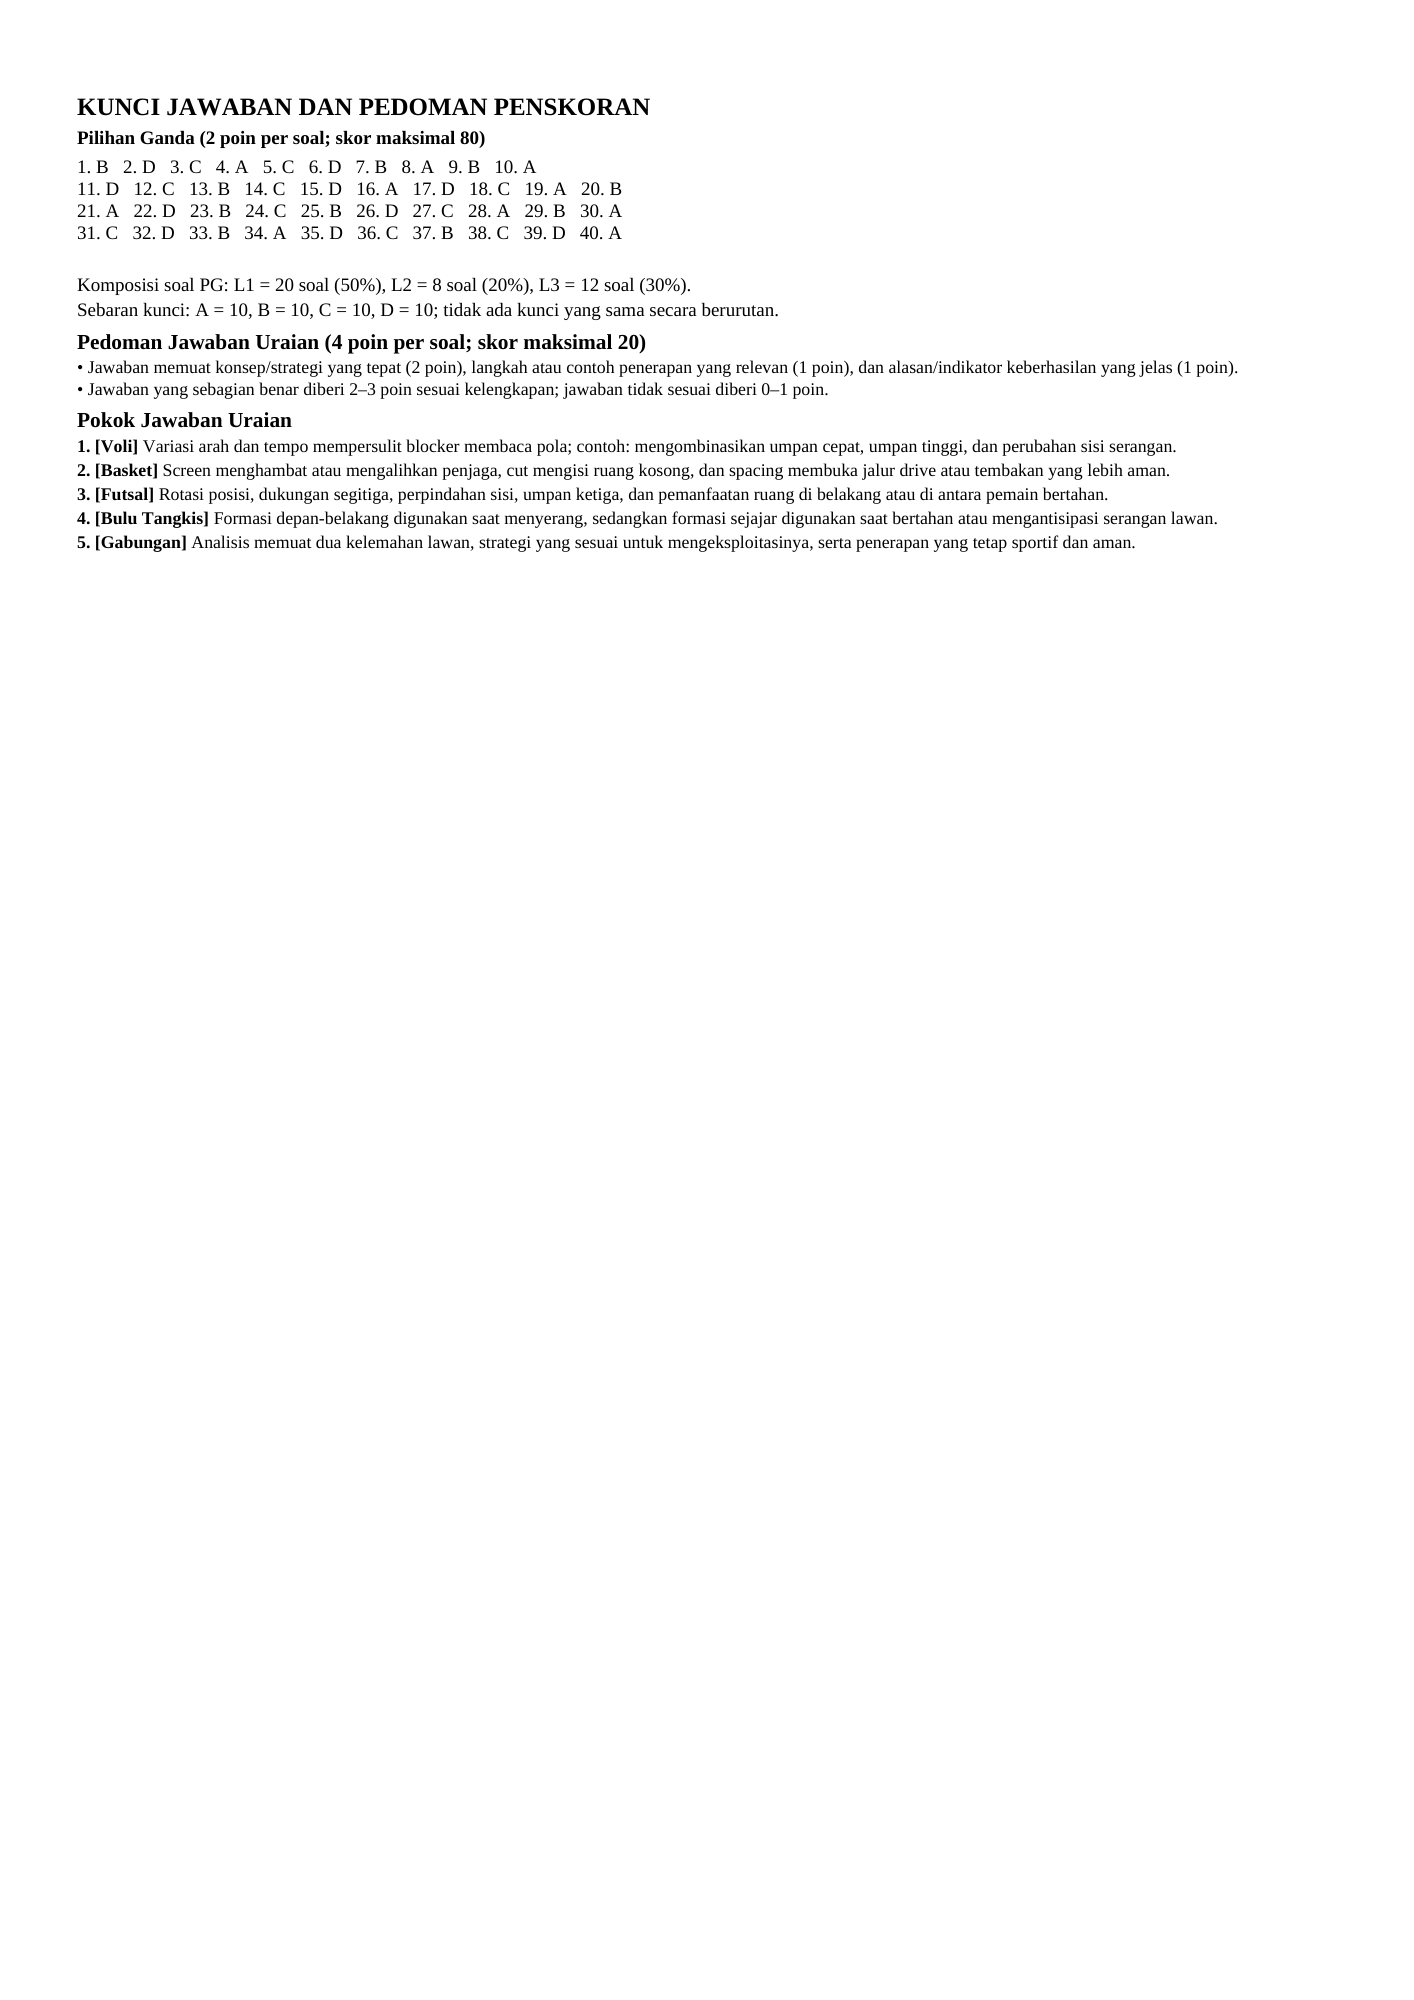 KUNCI JAWABAN DAN PEDOMAN PENSKORAN
Pilihan Ganda (2 poin per soal; skor maksimal 80)
1. B 2. D 3. C 4. A 5. C 6. D 7. B 8. A 9. B 10. A
11. D 12. C 13. B 14. C 15. D 16. A 17. D 18. C 19. A 20. B
21. A 22. D 23. B 24. C 25. B 26. D 27. C 28. A 29. B 30. A
31. C 32. D 33. B 34. A 35. D 36. C 37. B 38. C 39. D 40. A
Komposisi soal PG: L1 = 20 soal (50%), L2 = 8 soal (20%), L3 = 12 soal (30%).
Sebaran kunci: A = 10, B = 10, C = 10, D = 10; tidak ada kunci yang sama secara berurutan.
Pedoman Jawaban Uraian (4 poin per soal; skor maksimal 20)
• Jawaban memuat konsep/strategi yang tepat (2 poin), langkah atau contoh penerapan yang relevan (1 poin), dan alasan/indikator keberhasilan yang jelas (1 poin).
• Jawaban yang sebagian benar diberi 2–3 poin sesuai kelengkapan; jawaban tidak sesuai diberi 0–1 poin.
Pokok Jawaban Uraian
1. [Voli] Variasi arah dan tempo mempersulit blocker membaca pola; contoh: mengombinasikan umpan cepat, umpan tinggi, dan perubahan sisi serangan.
2. [Basket] Screen menghambat atau mengalihkan penjaga, cut mengisi ruang kosong, dan spacing membuka jalur drive atau tembakan yang lebih aman.
3. [Futsal] Rotasi posisi, dukungan segitiga, perpindahan sisi, umpan ketiga, dan pemanfaatan ruang di belakang atau di antara pemain bertahan.
4. [Bulu Tangkis] Formasi depan-belakang digunakan saat menyerang, sedangkan formasi sejajar digunakan saat bertahan atau mengantisipasi serangan lawan.
5. [Gabungan] Analisis memuat dua kelemahan lawan, strategi yang sesuai untuk mengeksploitasinya, serta penerapan yang tetap sportif dan aman.